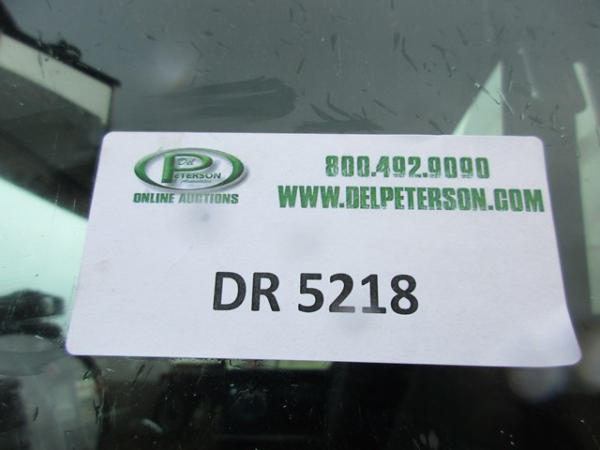 Del
PETERSON
ONLINE AUCTIONS
800.492.9090
WWW.DELPETERSON.COM
DR 5218